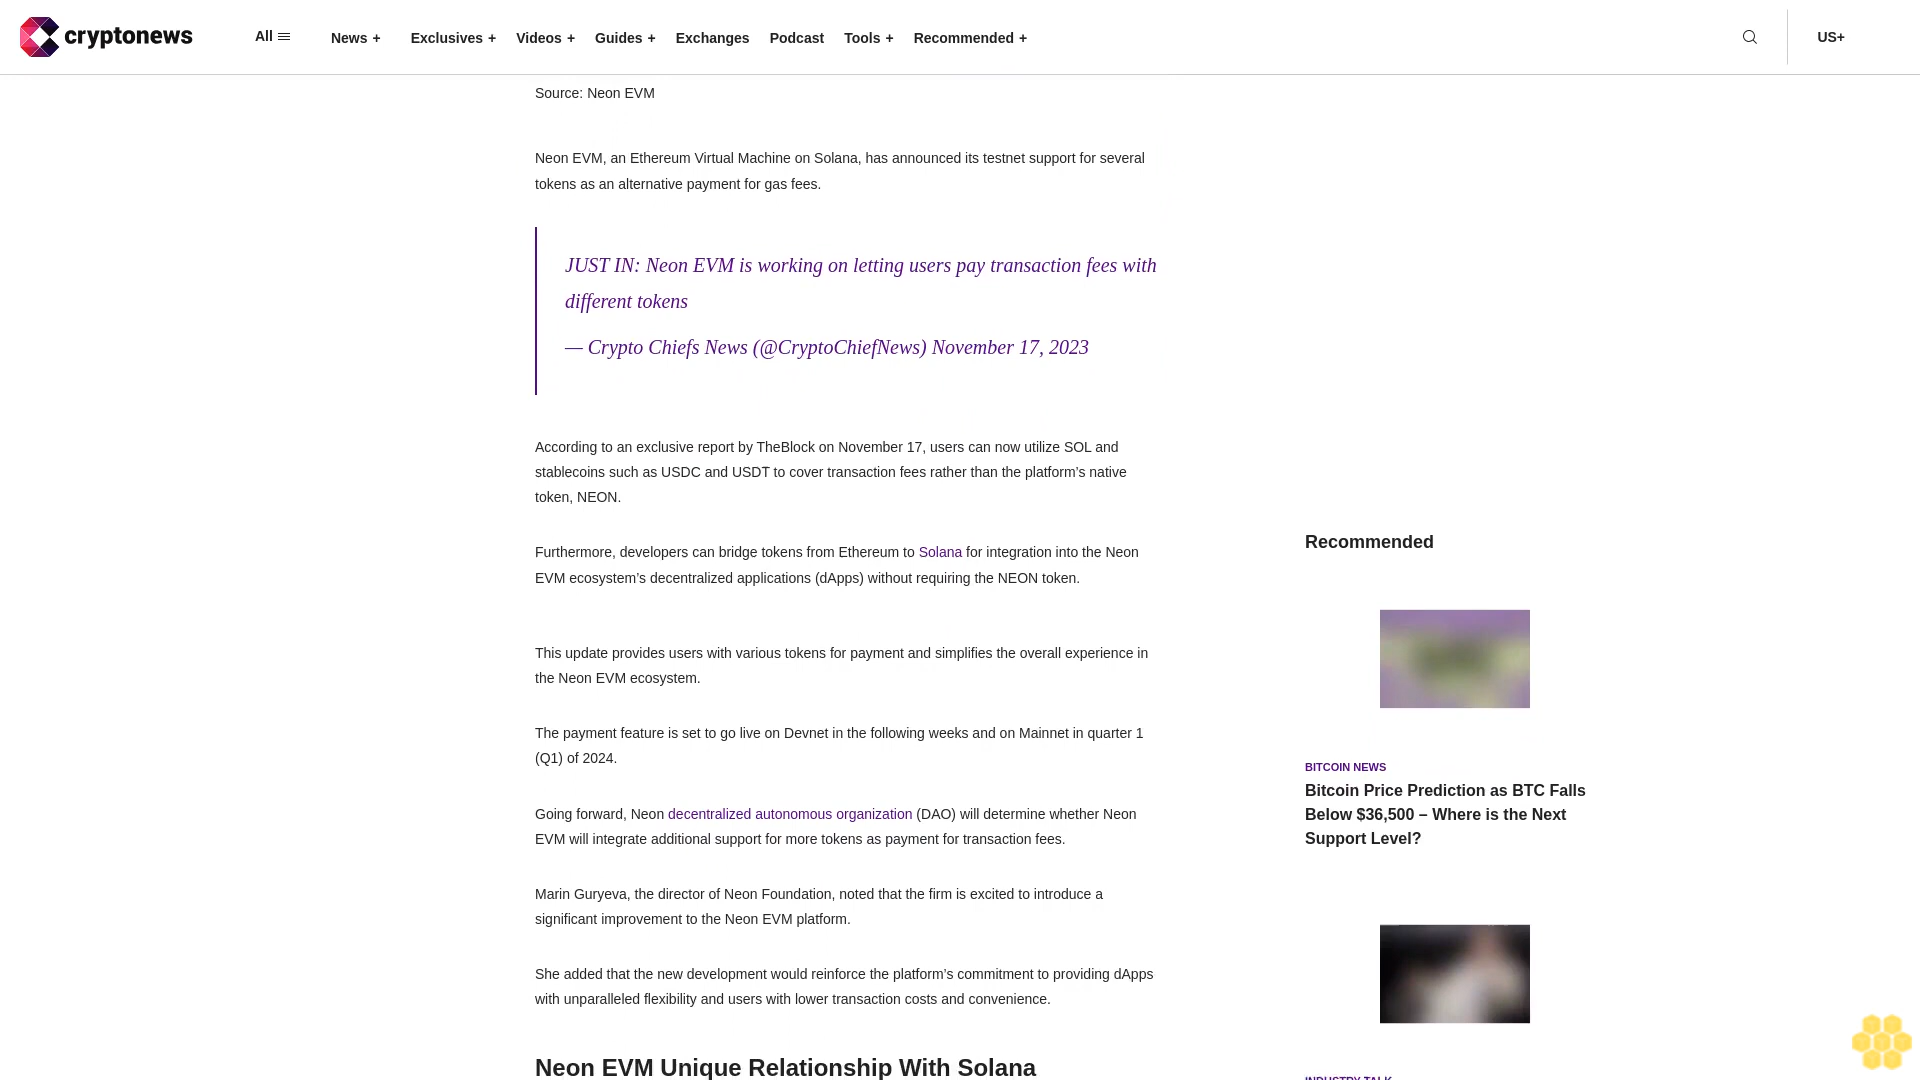 cryptonews
All
News +
Exclusives +
Videos +
Guides +
Exchanges
Podcast
Tools +
Recommended +
US+
Source: Neon EVM
Neon EVM, an Ethereum Virtual Machine on Solana, has announced its testnet support for several
tokens as an alternative payment for gas fees.
JUST IN: Neon EVM is working on letting users pay transaction fees with
different tokens
— Crypto Chiefs News (@CryptoChiefNews) November 17, 2023
According to an exclusive report by TheBlock on November 17, users can now utilize SOL and
stablecoins such as USDC and USDT to cover transaction fees rather than the platform’s native
token, NEON.
Furthermore, developers can bridge tokens from Ethereum to Solana for integration into the Neon
EVM ecosystem’s decentralized applications (dApps) without requiring the NEON token.
This update provides users with various tokens for payment and simplifies the overall experience in
the Neon EVM ecosystem.
The payment feature is set to go live on Devnet in the following weeks and on Mainnet in quarter 1
(Q1) of 2024.
Going forward, Neon decentralized autonomous organization (DAO) will determine whether Neon
EVM will integrate additional support for more tokens as payment for transaction fees.
Marin Guryeva, the director of Neon Foundation, noted that the firm is excited to introduce a
significant improvement to the Neon EVM platform.
She added that the new development would reinforce the platform’s commitment to providing dApps
with unparalleled flexibility and users with lower transaction costs and convenience.
Neon EVM Unique Relationship With Solana
Recommended
BITCOIN NEWS
Bitcoin Price Prediction as BTC Falls
Below $36,500 – Where is the Next
Support Level?
INDUSTRY TALK